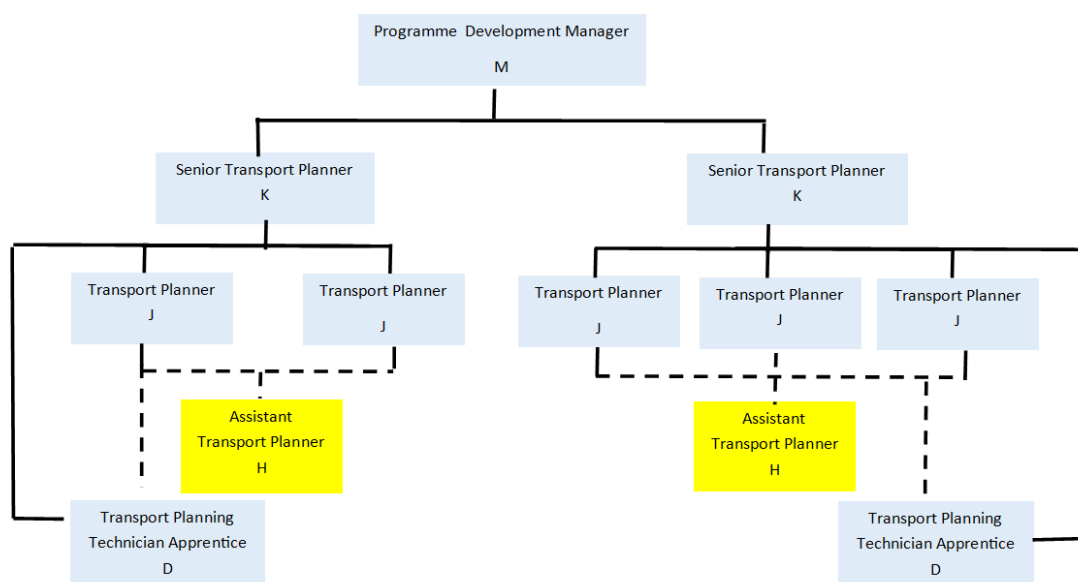 Programme Development Manager
M
Senior Transport Planner
K
Senior Transport Planner
K
Transport Planner
J
Transport Planner
J
Transport Planner
J
Transport Planner
J
Transport Planner
J
Assistant
Transport Planner
H
Assistant
Transport Planner
H
Transport Planning
Technician Apprentice
D
Transport Planning
Technician Apprentice
D